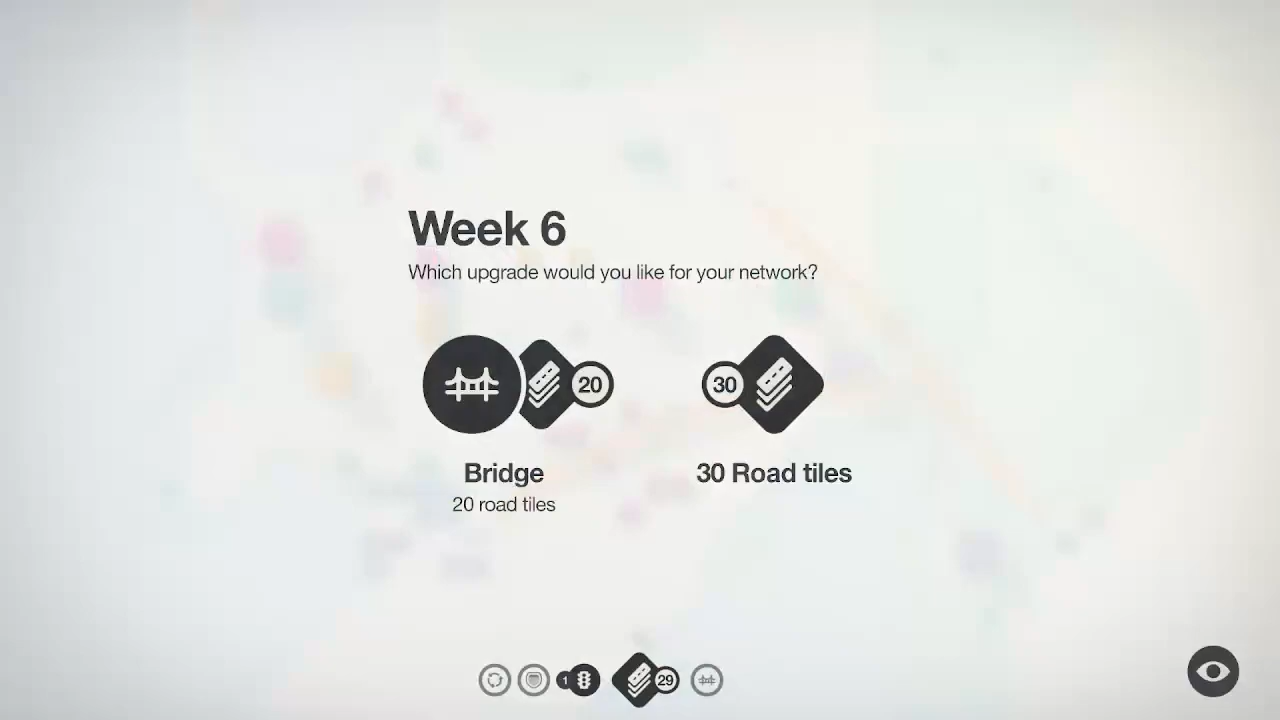 Week 6
Which upgrade would you like for your network?
20
30
Bridge
30 Road tiles
20 road tiles
1
29